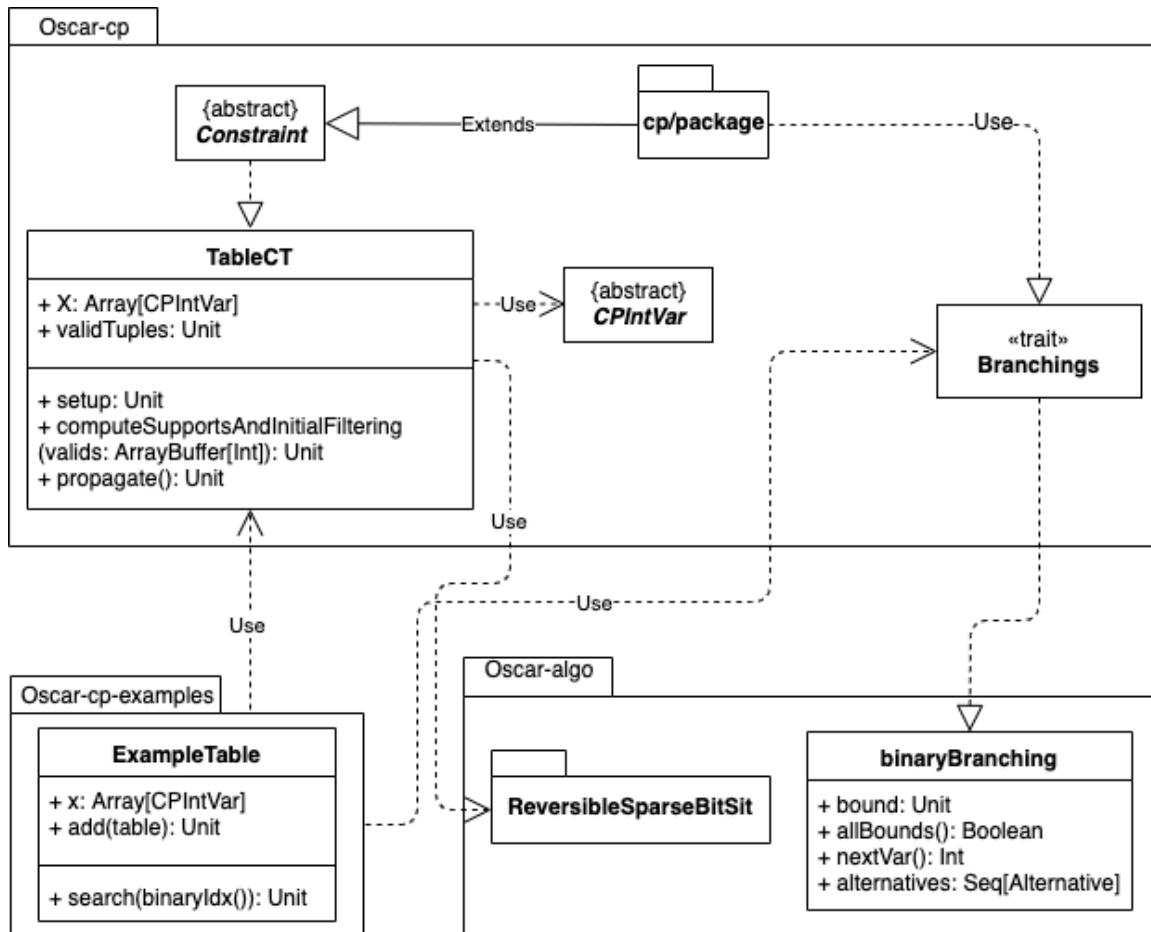 Oscar-cp
{abstract}
Constraint
Extends
cp/package
Use
TableCT
+ X: Array[CPIntVar]
+ validTuples: Unit
+ setup: Unit
+ computeSupportsAndInitialFiltering
(valids: ArrayBuffer[Int]): Unit
+ propagate(): Unit
Use
{abstract}
CPIntVar
«trait»
Branchings
Use
Use
Use
Oscar-cp-examples
ExampleTable
+ x: Array[CPIntVar]
+ add(table): Unit
+ search(binaryIdx()): Unit
Oscar-algo
ReversibleSparseBitSit
binaryBranching
+ bound: Unit
+ allBounds(): Boolean
+ nextVar(): Int
+ alternatives: Seq[Alternative]